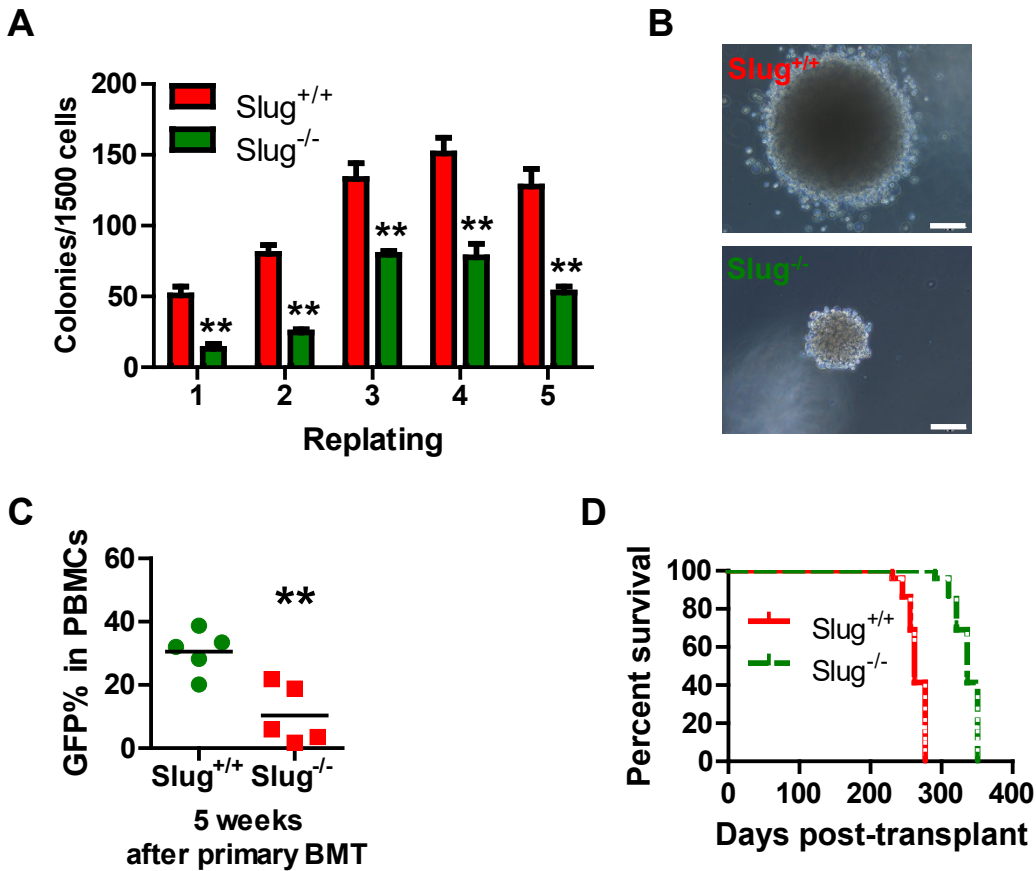 A
Colonies/1500 cells
200
150
100
50
0
Slug+/+
Slug-/-
**
**
**
**
**
1
2
3
4
5
Replating
B
Slug+/+
Slug-/-
C
GFP% in PBMCs
60
40
20
0
**
Slug+/+ Slug-/-
5 weeks
after primary BMT
D
Percent survival
100
80
60
40
20
0
Slug+/+
Slug-/-
0 100 200 300 400
Days post-transplant